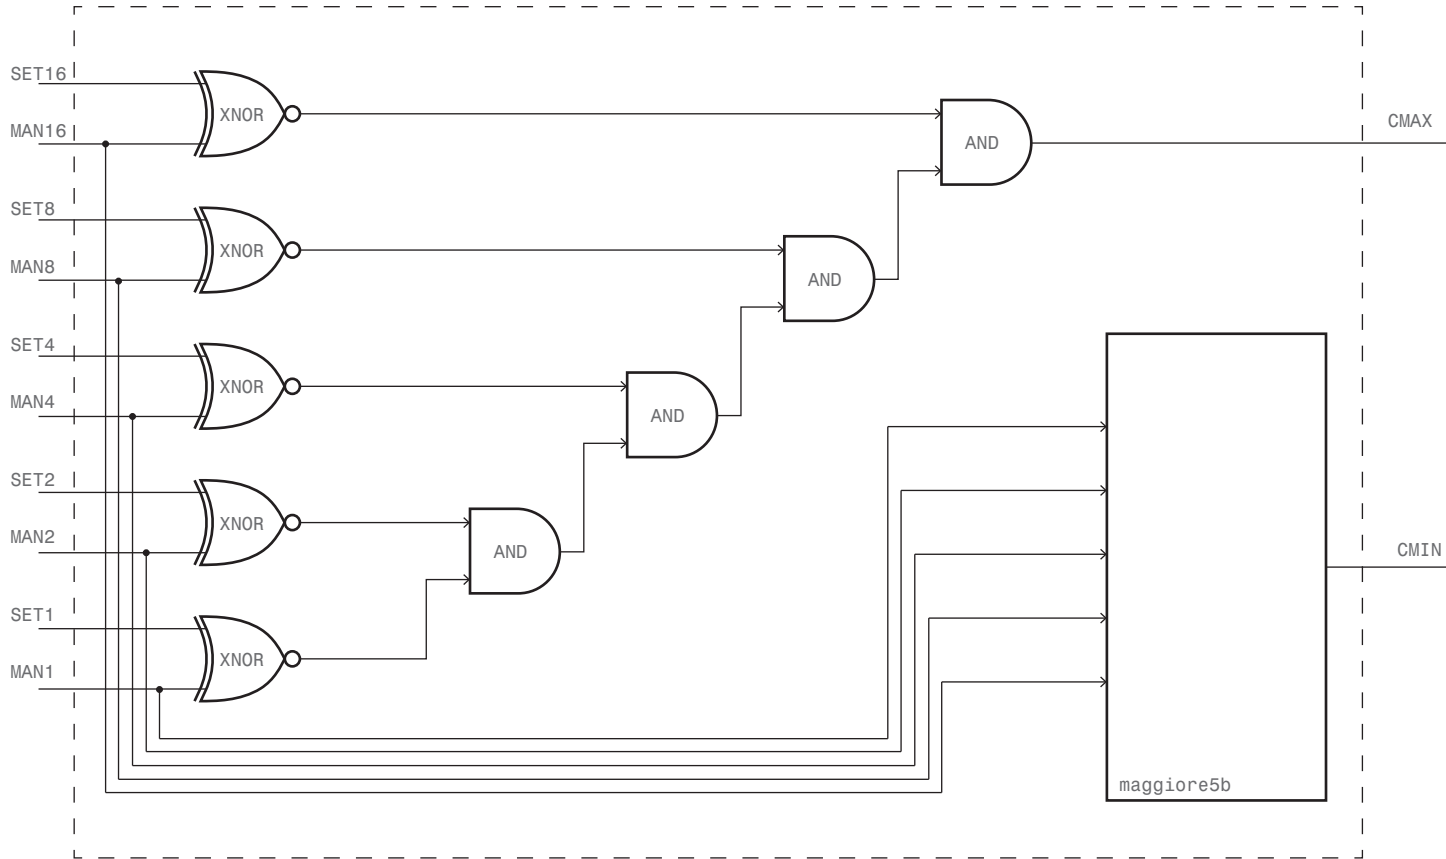 SET16
XNOR
MAN16
AND
CMAX
SET8
XNOR
MAN8
AND
SET4
XNOR
MAN4
AND
SET2
XNOR
MAN2
AND
CMIN
SET1
XNOR
MAN1
maggiore5b